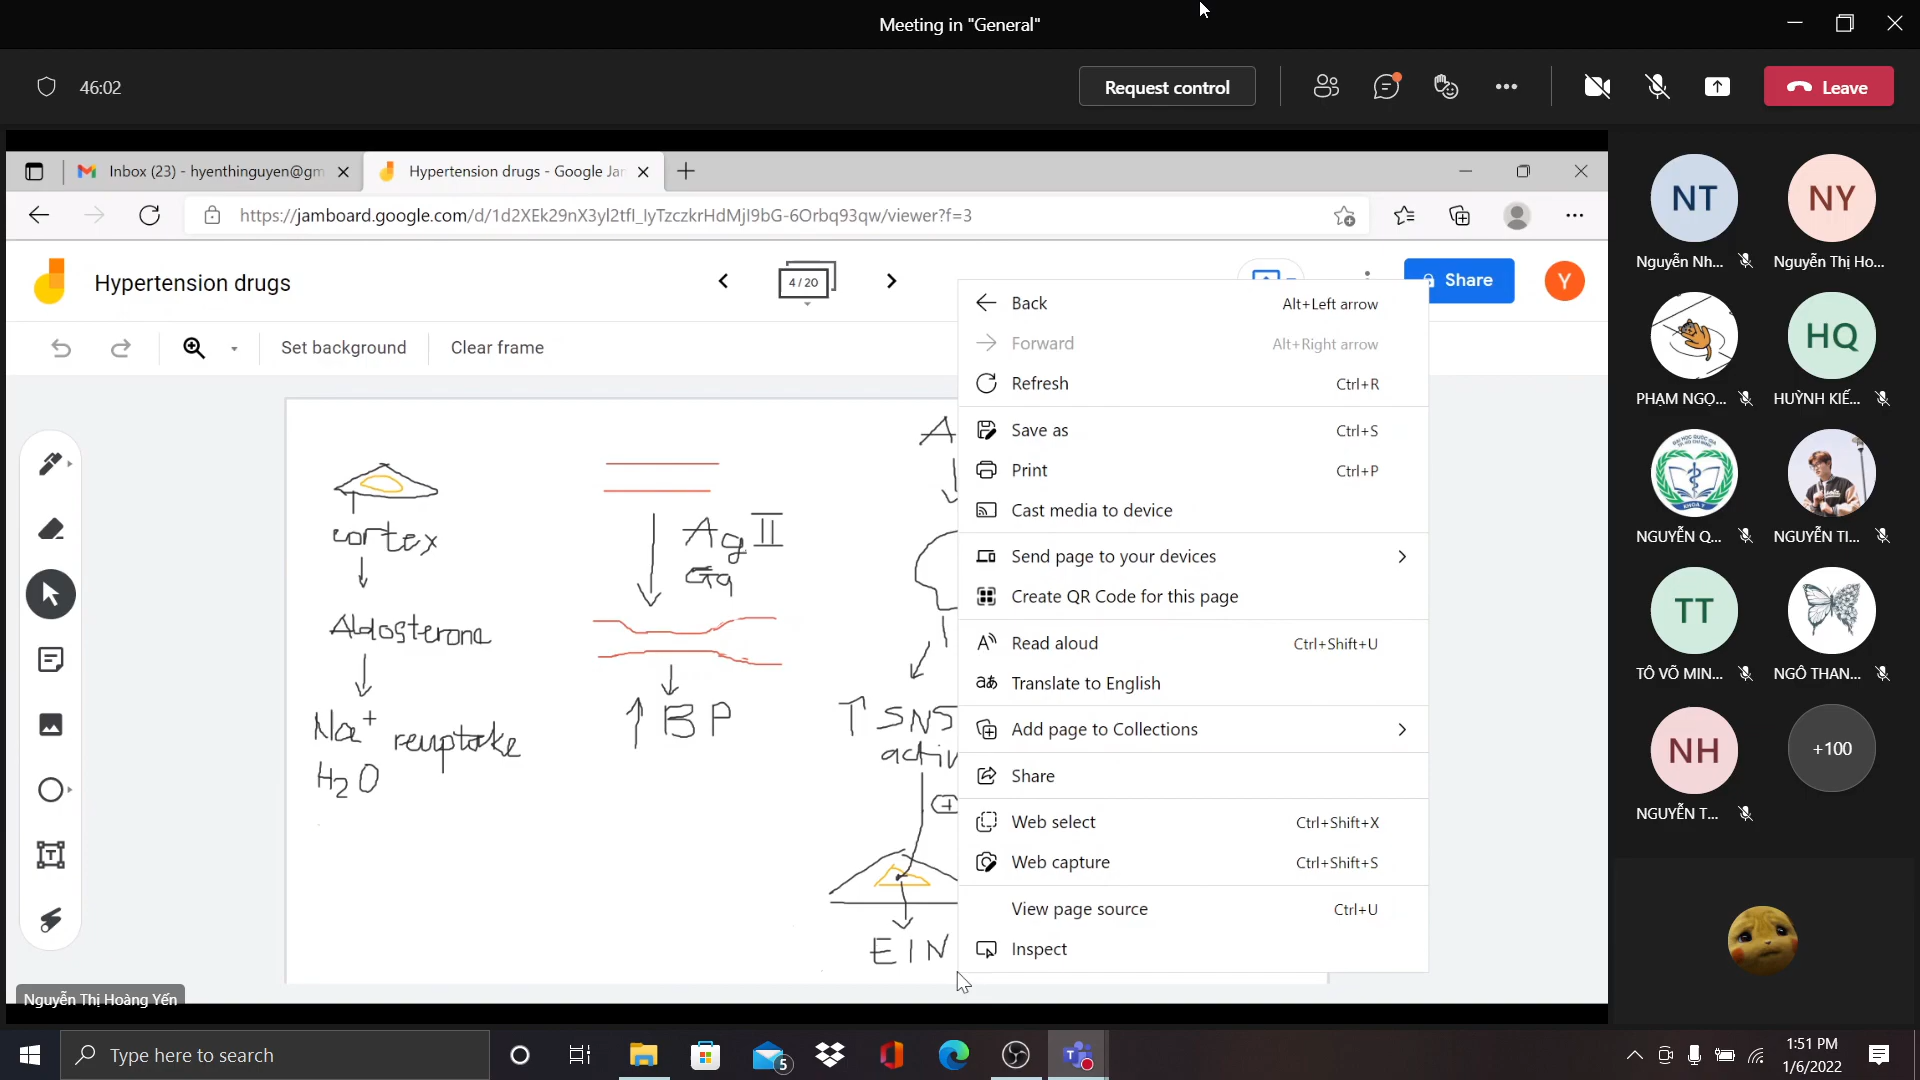 Meeting in "General"
46:02
Request control
Leave
Inbox (23) - hyenthinguyen@gm
Hypertension drugs - Google Jar
https://jamboard.google.com/d/1d2XEk29nX3yl2tfI_IyTzczkrHdMjI9bG-6Orbq93qw/viewer?f=3
Hypertension drugs
4 / 20
Share
Y
Set background
Clear frame
Back Alt+Left arrow
Forward Alt+Right arrow
Refresh Ctrl+R
Save as Ctrl+S
Print Ctrl+P
Cast media to device
Send page to your devices
Create QR Code for this page
Read aloud Ctrl+Shift+U
Translate to English
Add page to Collections
Share
Web select Ctrl+Shift+X
Web capture Ctrl+Shift+S
View page source Ctrl+U
Inspect
cortex
Aldosterone
Na+ reuptake
H2O
Ag II
Gq
↑ BP
A
↑ SNS
activ
+
E I N
NT
Nguyễn Nh...
NY
Nguyễn Thị Ho...
PHẠM NGỌ...
HQ
HUỲNH KIẾ...
NGUYỄN Q...
NGUYỄN TI...
TT
TÔ VÕ MIN...
NGÔ THAN...
NH
NGUYỄN T...
+100
Nguyễn Thị Hoàng Yến
Type here to search
5
1:51 PM
1/6/2022